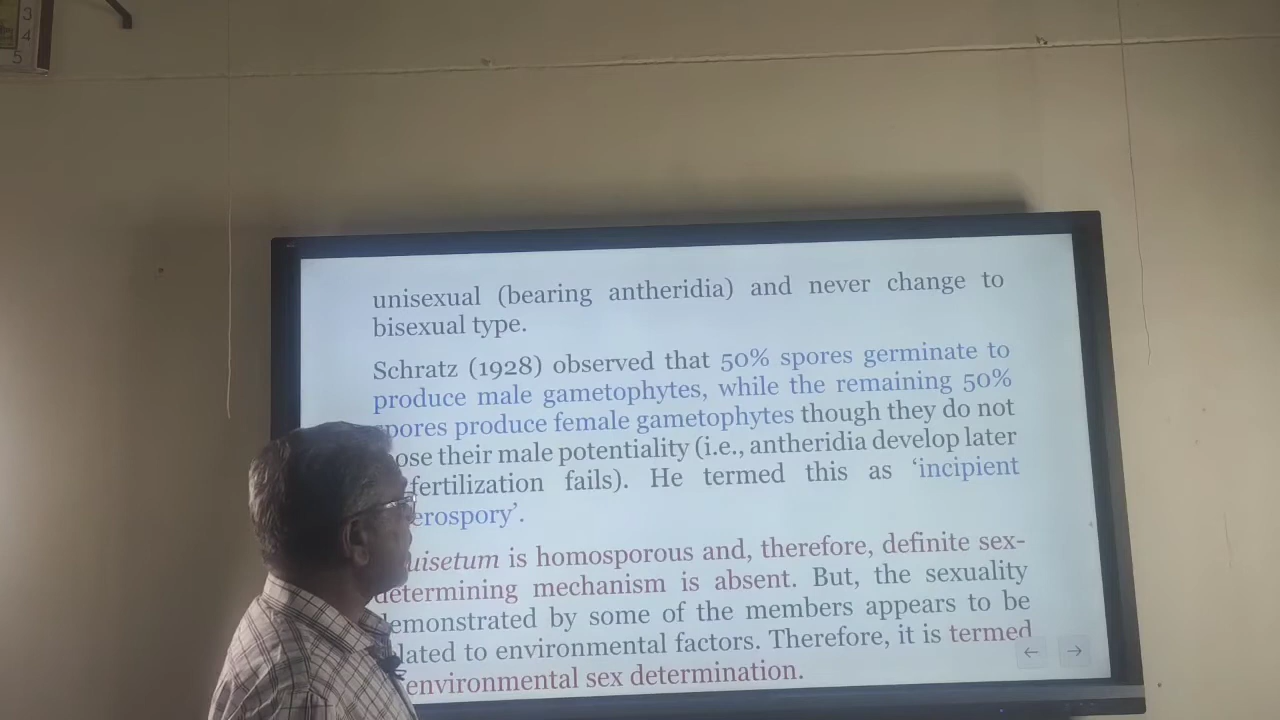 3
4
5
unisexual (bearing antheridia) and never change to
bisexual type.
Schratz (1928) observed that 50% spores germinate to
produce male gametophytes, while the remaining 50%
spores produce female gametophytes though they do not
ose their male potentiality (i.e., antheridia develop later
fertilization fails). He termed this as ‘incipient
erospory’.
uisetum is homosporous and, therefore, definite sex-
determining mechanism is absent. But, the sexuality
demonstrated by some of the members appears to be
lated to environmental factors. Therefore, it is termed
environmental sex determination.
← →